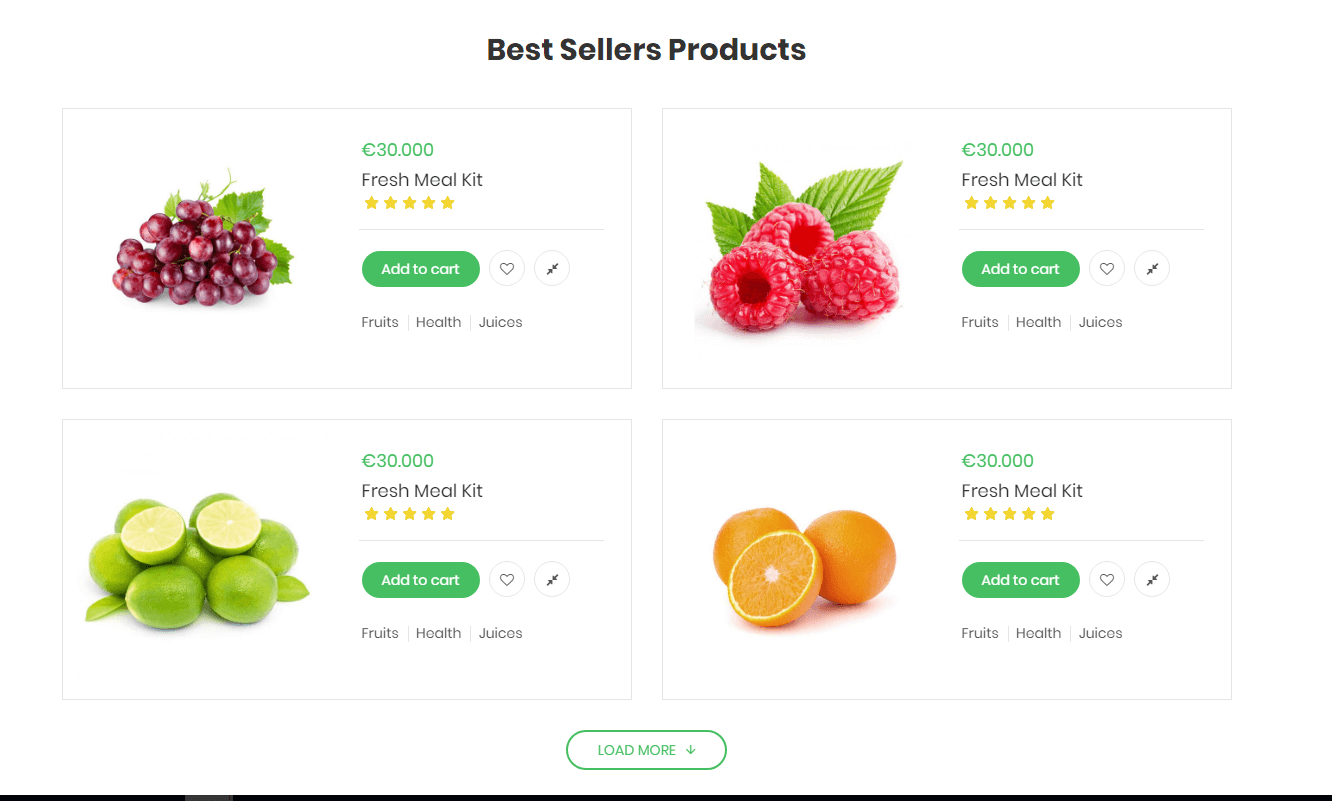 Best Sellers Products
€30.000
Fresh Meal Kit
Add to cart
Fruits Health Juices
€30.000
Fresh Meal Kit
Add to cart
Fruits Health Juices
€30.000
Fresh Meal Kit
Add to cart
Fruits Health Juices
€30.000
Fresh Meal Kit
Add to cart
Fruits Health Juices
LOAD MORE